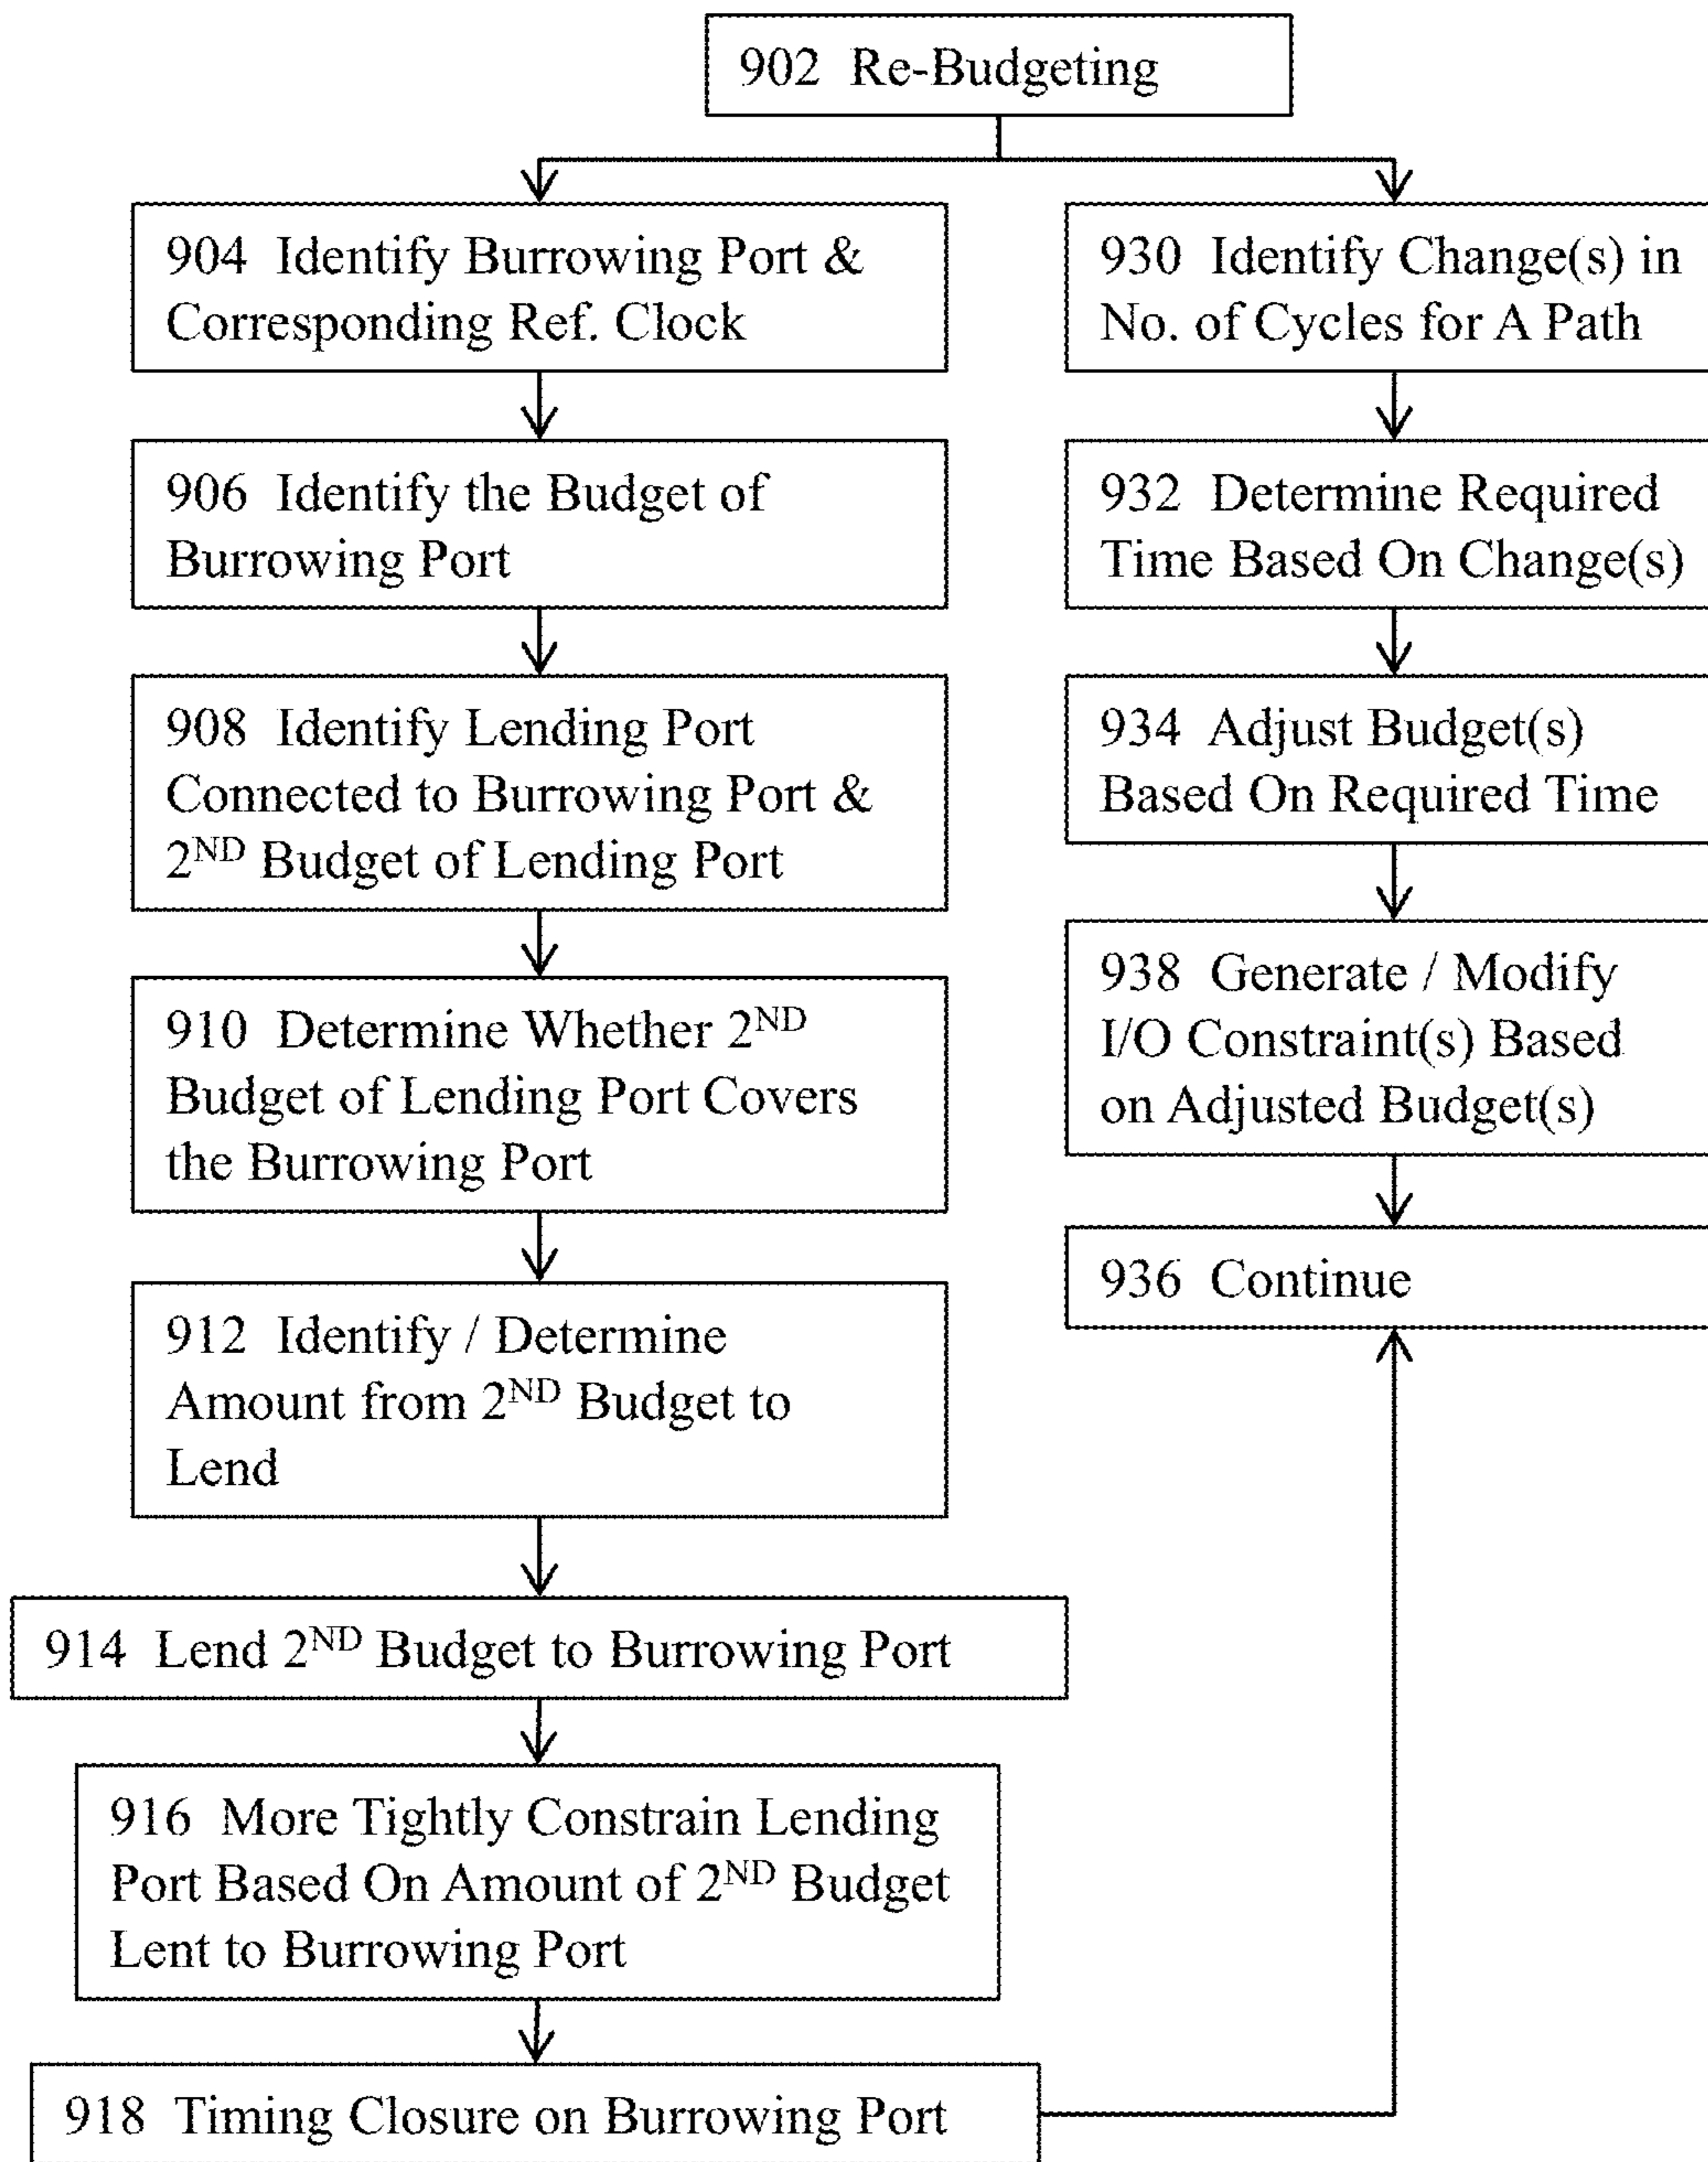 902 Re-Budgeting
904 Identify Burrowing Port &
Corresponding Ref. Clock
906 Identify the Budget of
Burrowing Port
908 Identify Lending Port
Connected to Burrowing Port &
2ND Budget of Lending Port
910 Determine Whether 2ND
Budget of Lending Port Covers
the Burrowing Port
912 Identify / Determine
Amount from 2ND Budget to
Lend
914 Lend 2ND Budget to Burrowing Port
916 More Tightly Constrain Lending
Port Based On Amount of 2ND Budget
Lent to Burrowing Port
918 Timing Closure on Burrowing Port
930 Identify Change(s) in
No. of Cycles for A Path
932 Determine Required
Time Based On Change(s)
934 Adjust Budget(s)
Based On Required Time
938 Generate / Modify
I/O Constraint(s) Based
on Adjusted Budget(s)
936 Continue